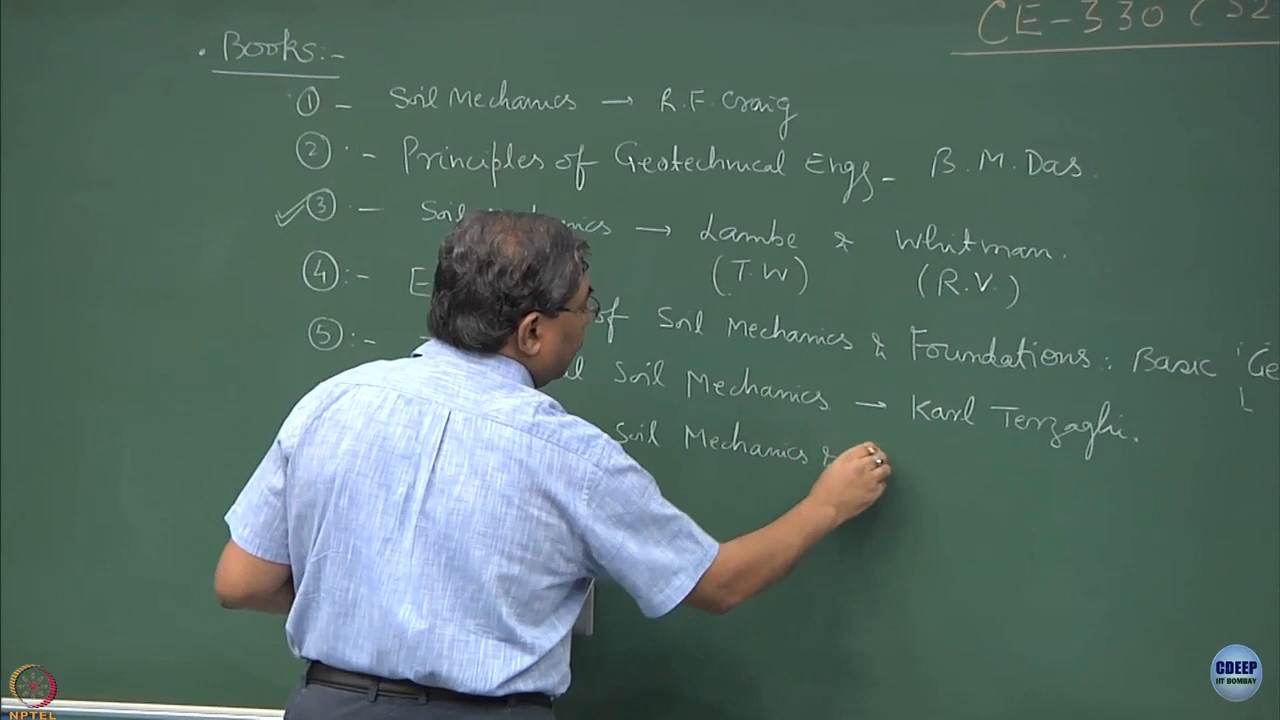 CE-330 (S2
. Books:-
① - Soil Mechanics → R.F. Craig
② - Principles of Geotechnical Engg - B.M. Das.
✓③ - Soil → Lambe & Whitman.
(T.W) (R.V.)
④:- of Soil Mechanics & Foundations: Basic Ge
⑤:- Soil Mechanics → Karl Terzaghi.
Soil Mechanics &
NPTEL
CDEEP
IIT BOMBAY